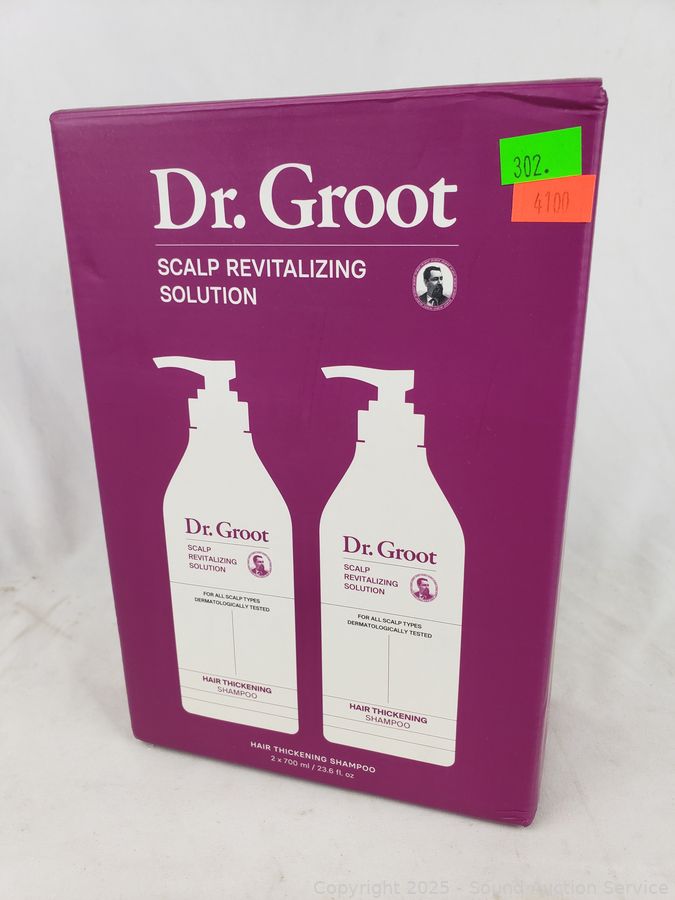 Dr. Groot
302.
4100
SCALP REVITALIZING
SOLUTION
Dr. Groot
SCALP
REVITALIZING
SOLUTION
FOR ALL SCALP TYPES
DERMATOLOGICALLY TESTED
HAIR THICKENING
SHAMPOO
Dr. Groot
SCALP
REVITALIZING
SOLUTION
FOR ALL SCALP TYPES
DERMATOLOGICALLY TESTED
HAIR THICKENING
SHAMPOO
HAIR THICKENING SHAMPOO
2 x 700 ml / 23.6 fl. oz
Copyright 2025 - Sound Auction Service